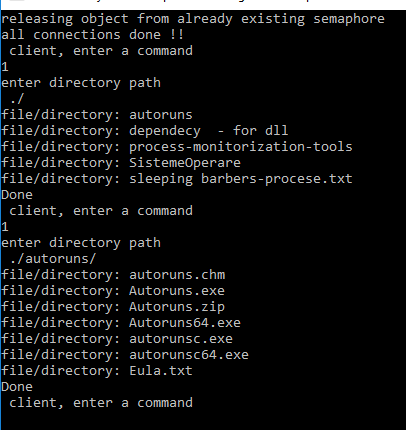 releasing object from already existing semaphore
all connections done !!
 client, enter a command
1
enter directory path
 ./
file/directory: autoruns
file/directory: dependecy  - for dll
file/directory: process-monitorization-tools
file/directory: SistemeOperare
file/directory: sleeping barbers-procese.txt
Done
 client, enter a command
1
enter directory path
 ./autoruns/
file/directory: autoruns.chm
file/directory: Autoruns.exe
file/directory: Autoruns.zip
file/directory: Autoruns64.exe
file/directory: autorunsc.exe
file/directory: autorunsc64.exe
file/directory: Eula.txt
Done
 client, enter a command